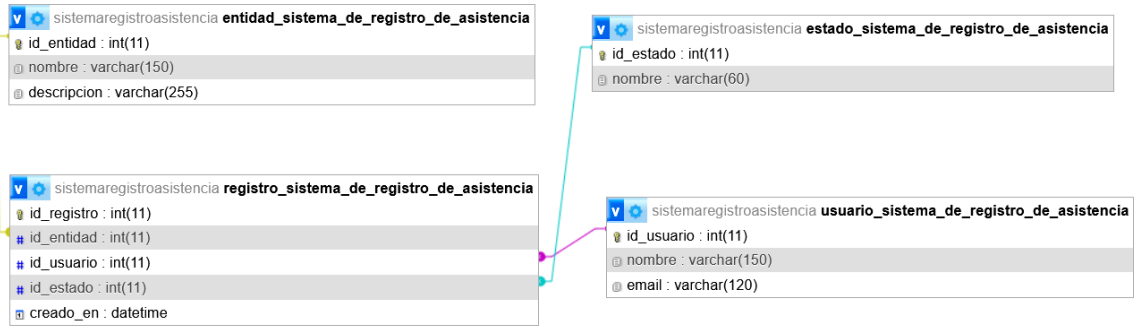 sistemaregistroasistencia entidad_sistema_de_registro_de_asistencia
id_entidad : int(11)
nombre : varchar(150)
descripcion : varchar(255)
sistemaregistroasistencia estado_sistema_de_registro_de_asistencia
id_estado : int(11)
nombre : varchar(60)
sistemaregistroasistencia registro_sistema_de_registro_de_asistencia
id_registro : int(11)
# id_entidad : int(11)
# id_usuario : int(11)
# id_estado : int(11)
creado_en : datetime
sistemaregistroasistencia usuario_sistema_de_registro_de_asistencia
id_usuario : int(11)
nombre : varchar(150)
email : varchar(120)